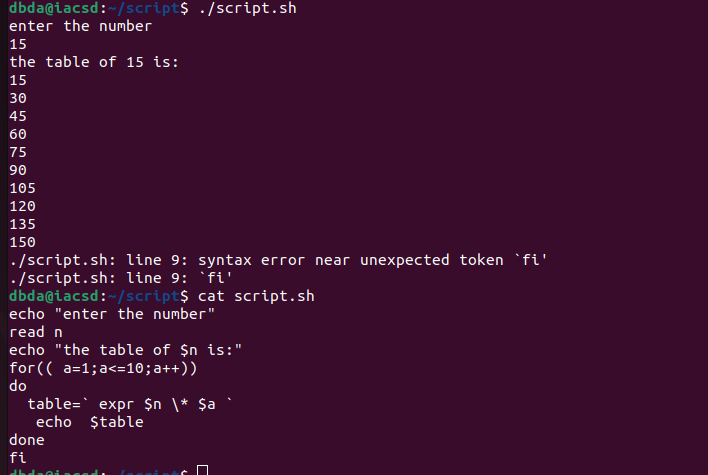 dbda@iacsd:~/script$ ./script.sh
enter the number
15
the table of 15 is:
15
30
45
60
75
90
105
120
135
150
./script.sh: line 9: syntax error near unexpected token `fi'
./script.sh: line 9: `fi'
dbda@iacsd:~/script$ cat script.sh
echo "enter the number"
read n
echo "the table of $n is:"
for(( a=1;a<=10;a++))
do
  table=` expr $n \* $a `
   echo  $table
done
fi
dbda@iacsd:~/script$